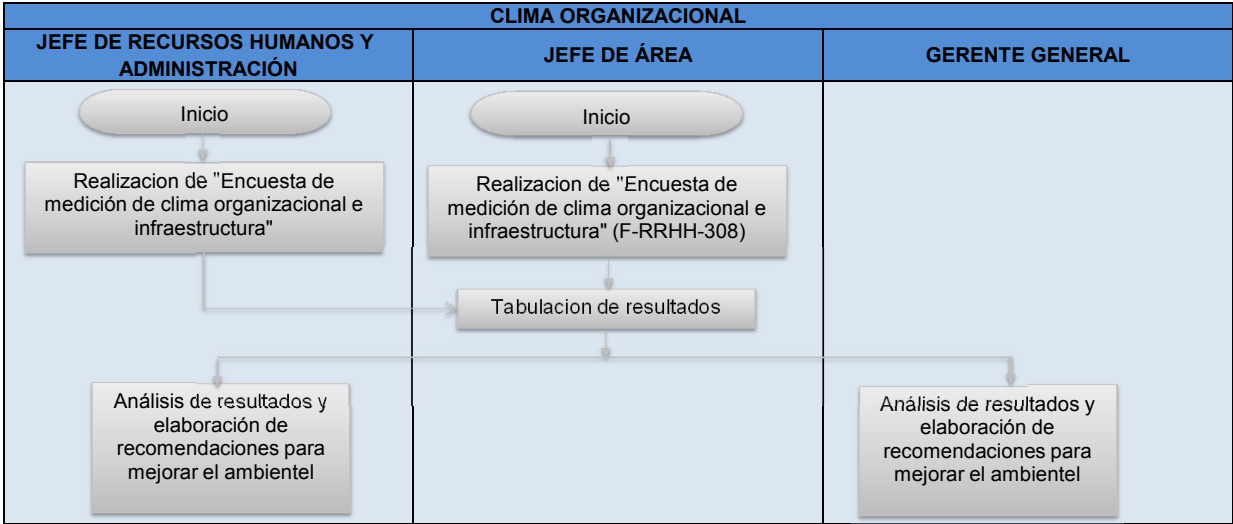 CLIMA ORGANIZACIONAL
JEFE DE RECURSOS HUMANOS Y
ADMINISTRACIÓN
JEFE DE ÁREA
GERENTE GENERAL
Inicio
Inicio
Realizacion de "Encuesta de
medición de clima organizacional e
infraestructura"
Realizacion de "Encuesta de
medición de clima organizacional e
infraestructura" (F-RRHH-308)
Tabulacion de resultados
Análisis de resultados y
elaboración de
recomendaciones para
mejorar el ambientel
Análisis de resultados y
elaboración de
recomendaciones para
mejorar el ambientel